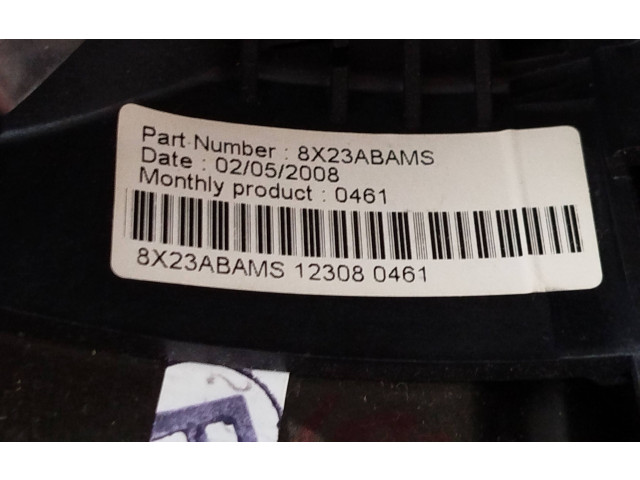 Part Number : 8X23ABAMS
Date : 02/05/2008
Monthly product : 0461
8X23ABAMS 12308 0461